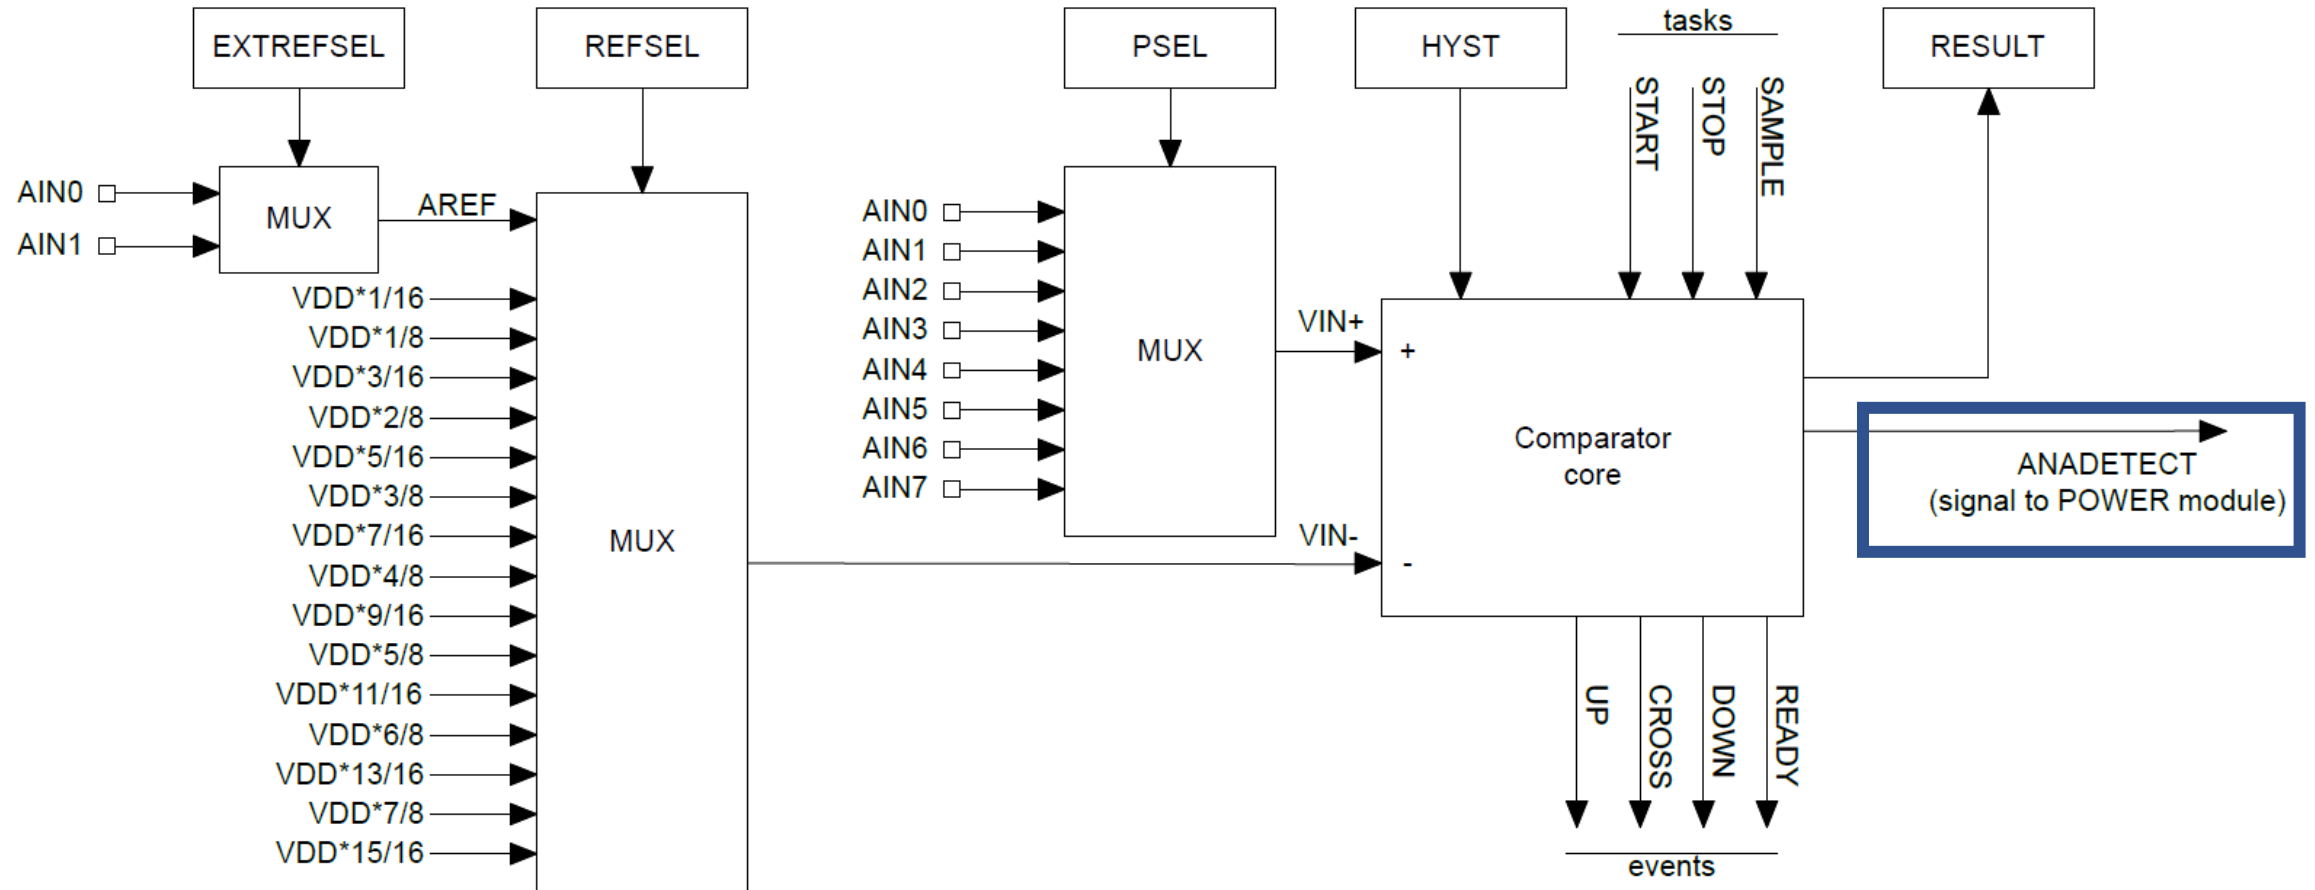 EXTREFSEL
REFSEL
PSEL
HYST
tasks
RESULT
START
STOP
SAMPLE
AIN0
AIN1
MUX
AREF
VDD*1/16
VDD*1/8
VDD*3/16
VDD*2/8
VDD*5/16
VDD*3/8
VDD*7/16
VDD*4/8
VDD*9/16
VDD*5/8
VDD*11/16
VDD*6/8
VDD*13/16
VDD*7/8
VDD*15/16
MUX
AIN0
AIN1
AIN2
AIN3
AIN4
AIN5
AIN6
AIN7
MUX
VIN+
VIN-
+
-
Comparator
core
ANADETECT
(signal to POWER module)
UP
CROSS
DOWN
READY
events